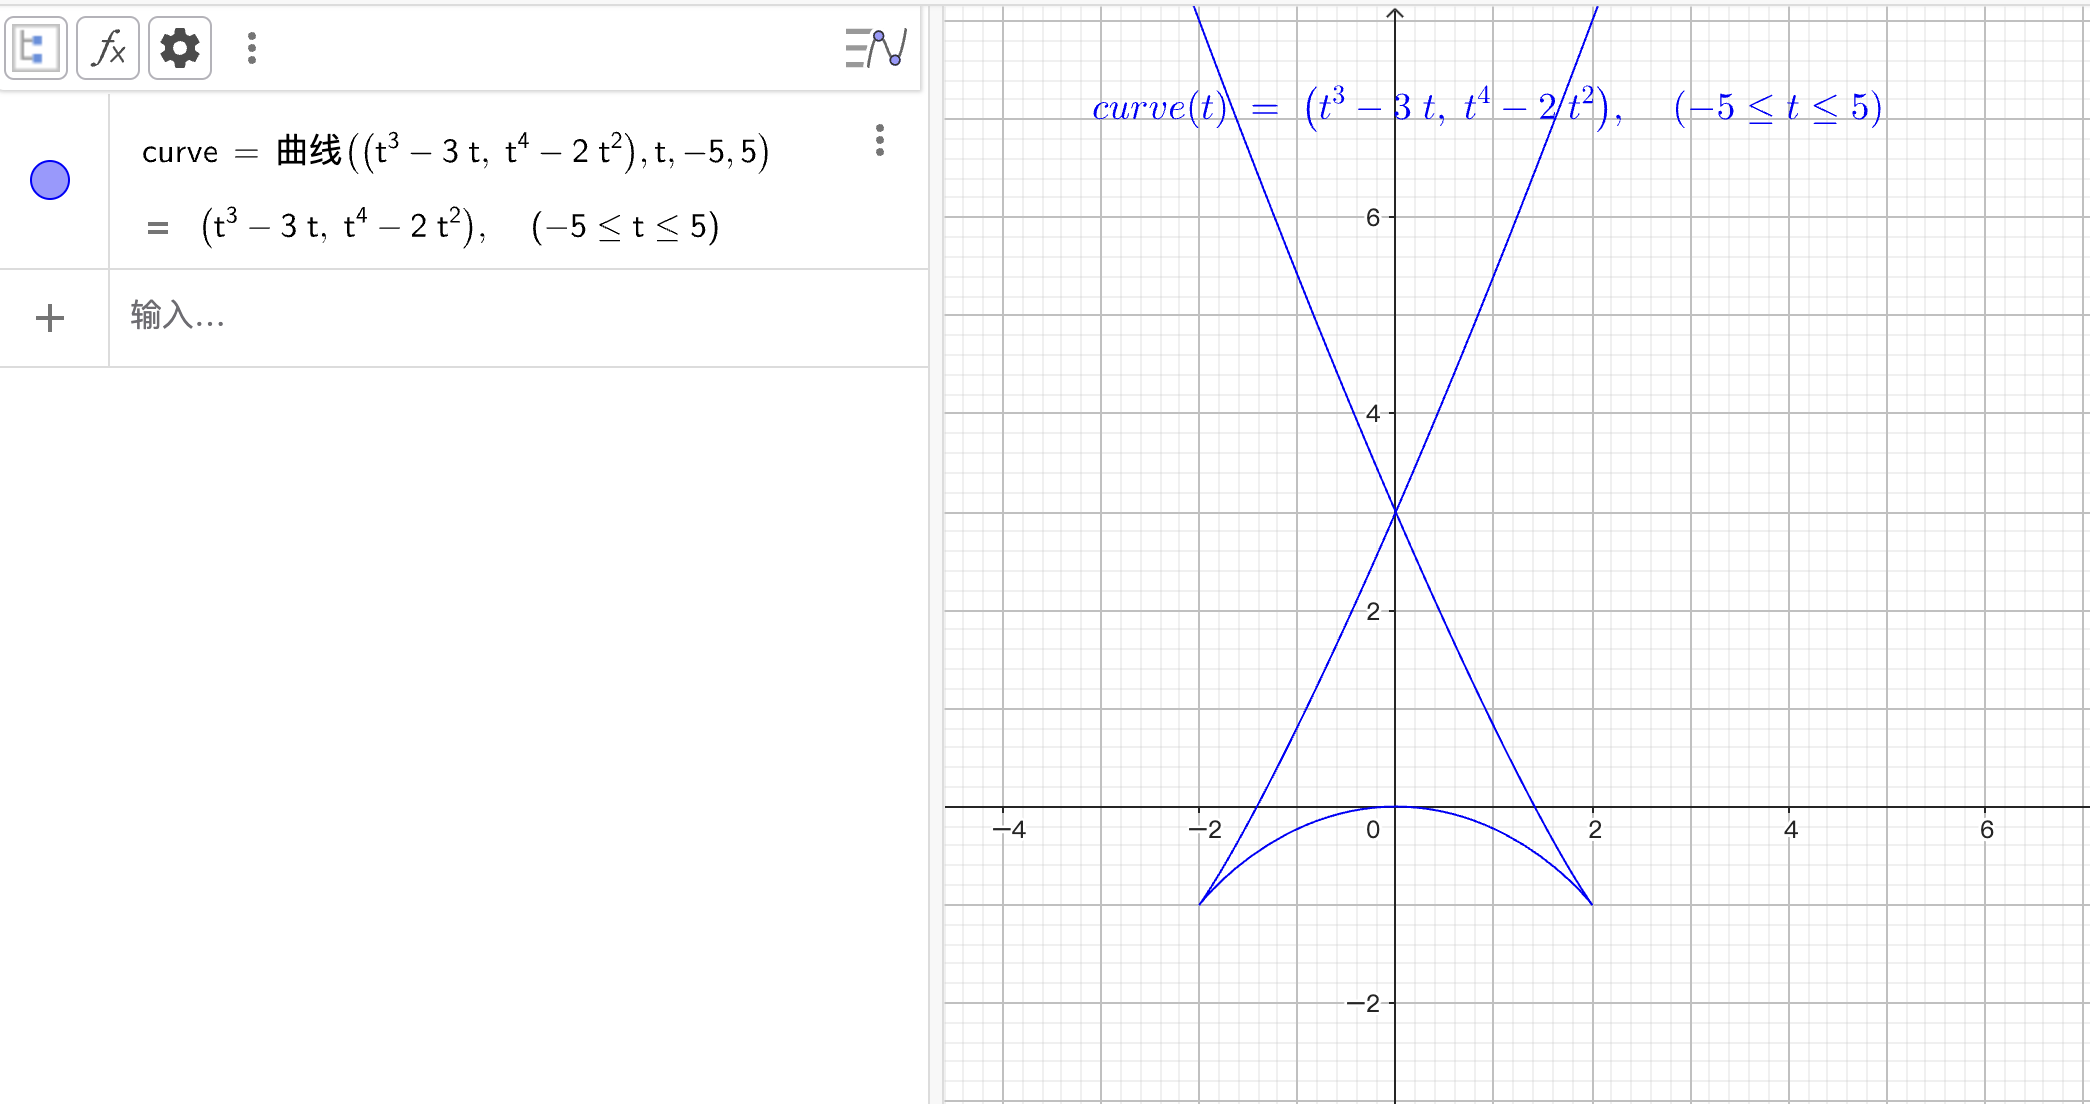 fx
curve = 曲线((t³ − 3 t, t⁴ − 2 t²), t, −5, 5)
= (t³ − 3 t, t⁴ − 2 t²), (−5 ≤ t ≤ 5)
+ 输入…
curve(t) = (t³ − 3 t, t⁴ − 2 t²), (−5 ≤ t ≤ 5)
6
4
2
−4 −2 0 2 4 6
−2